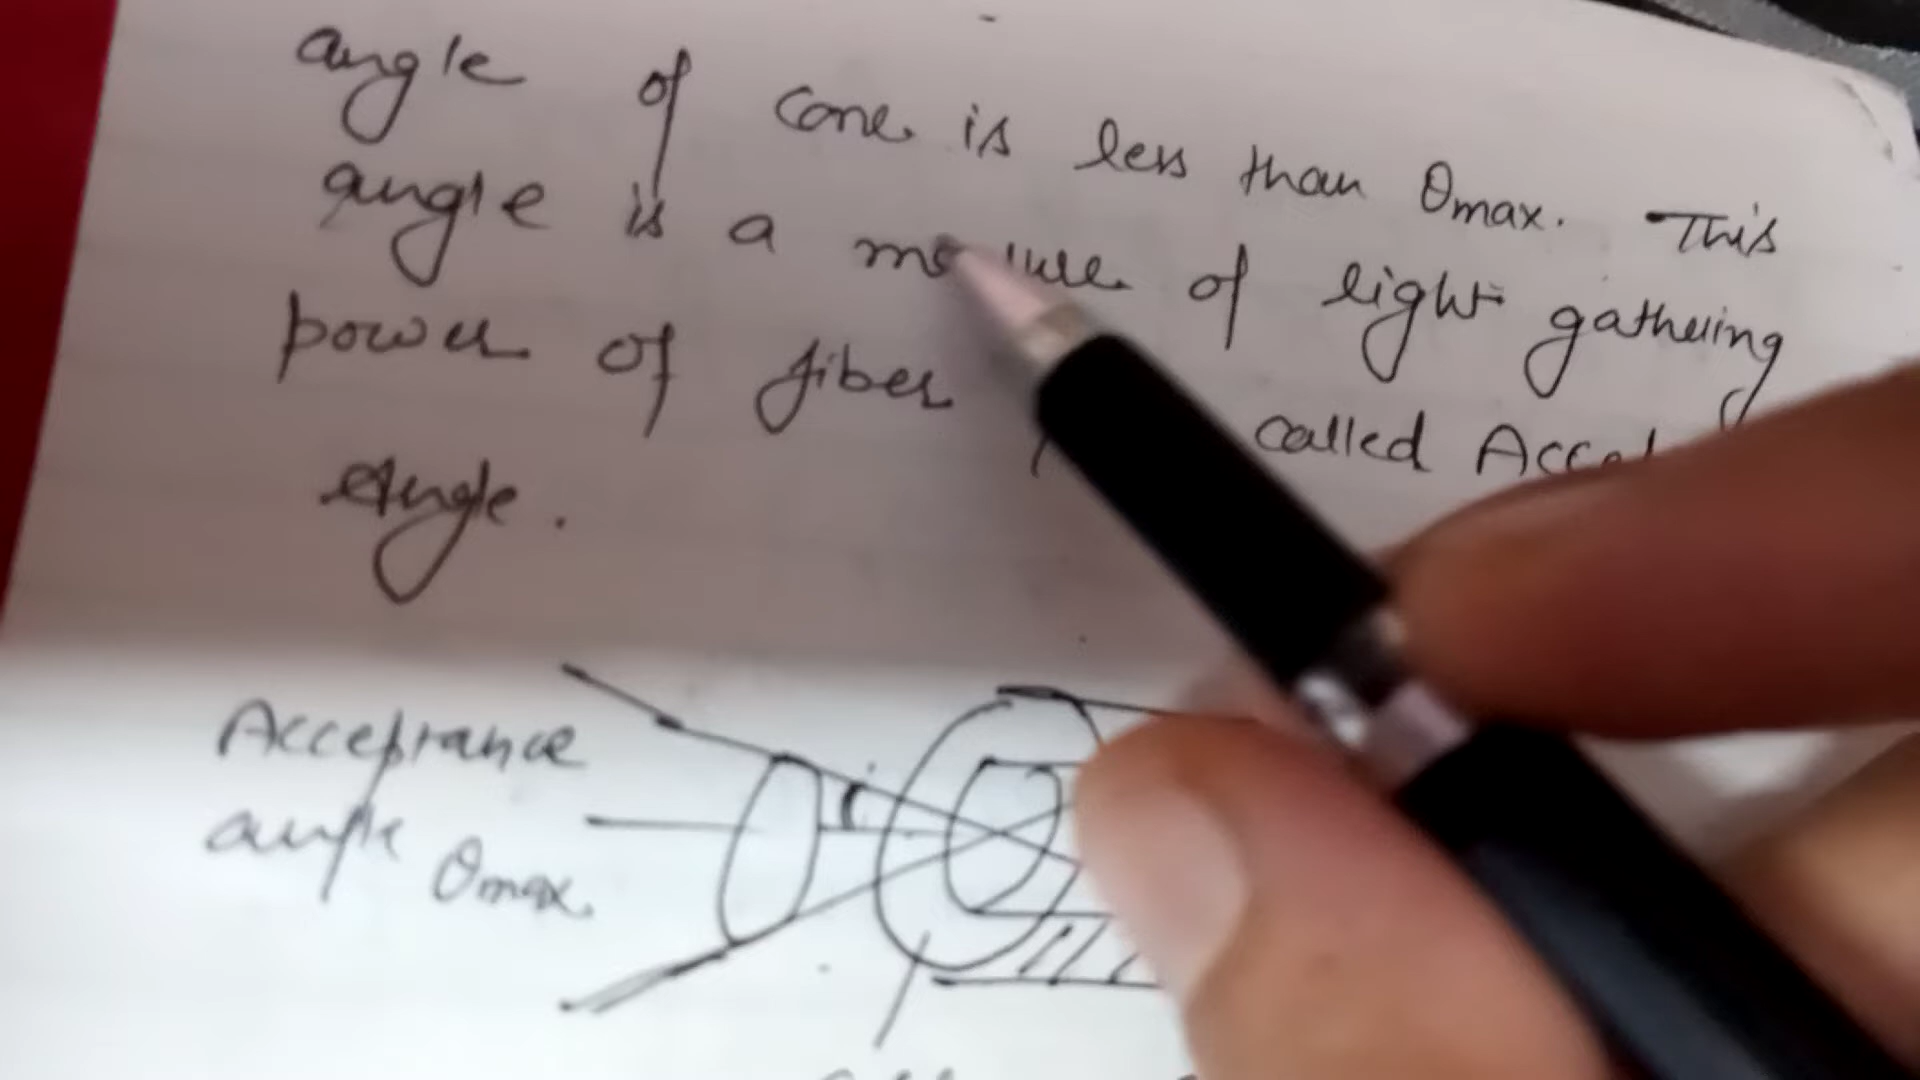 angle of cone is less than θmax. This
angle is a of light gathering
power of fiber called
Angle.
Acceptance
angle θmax.